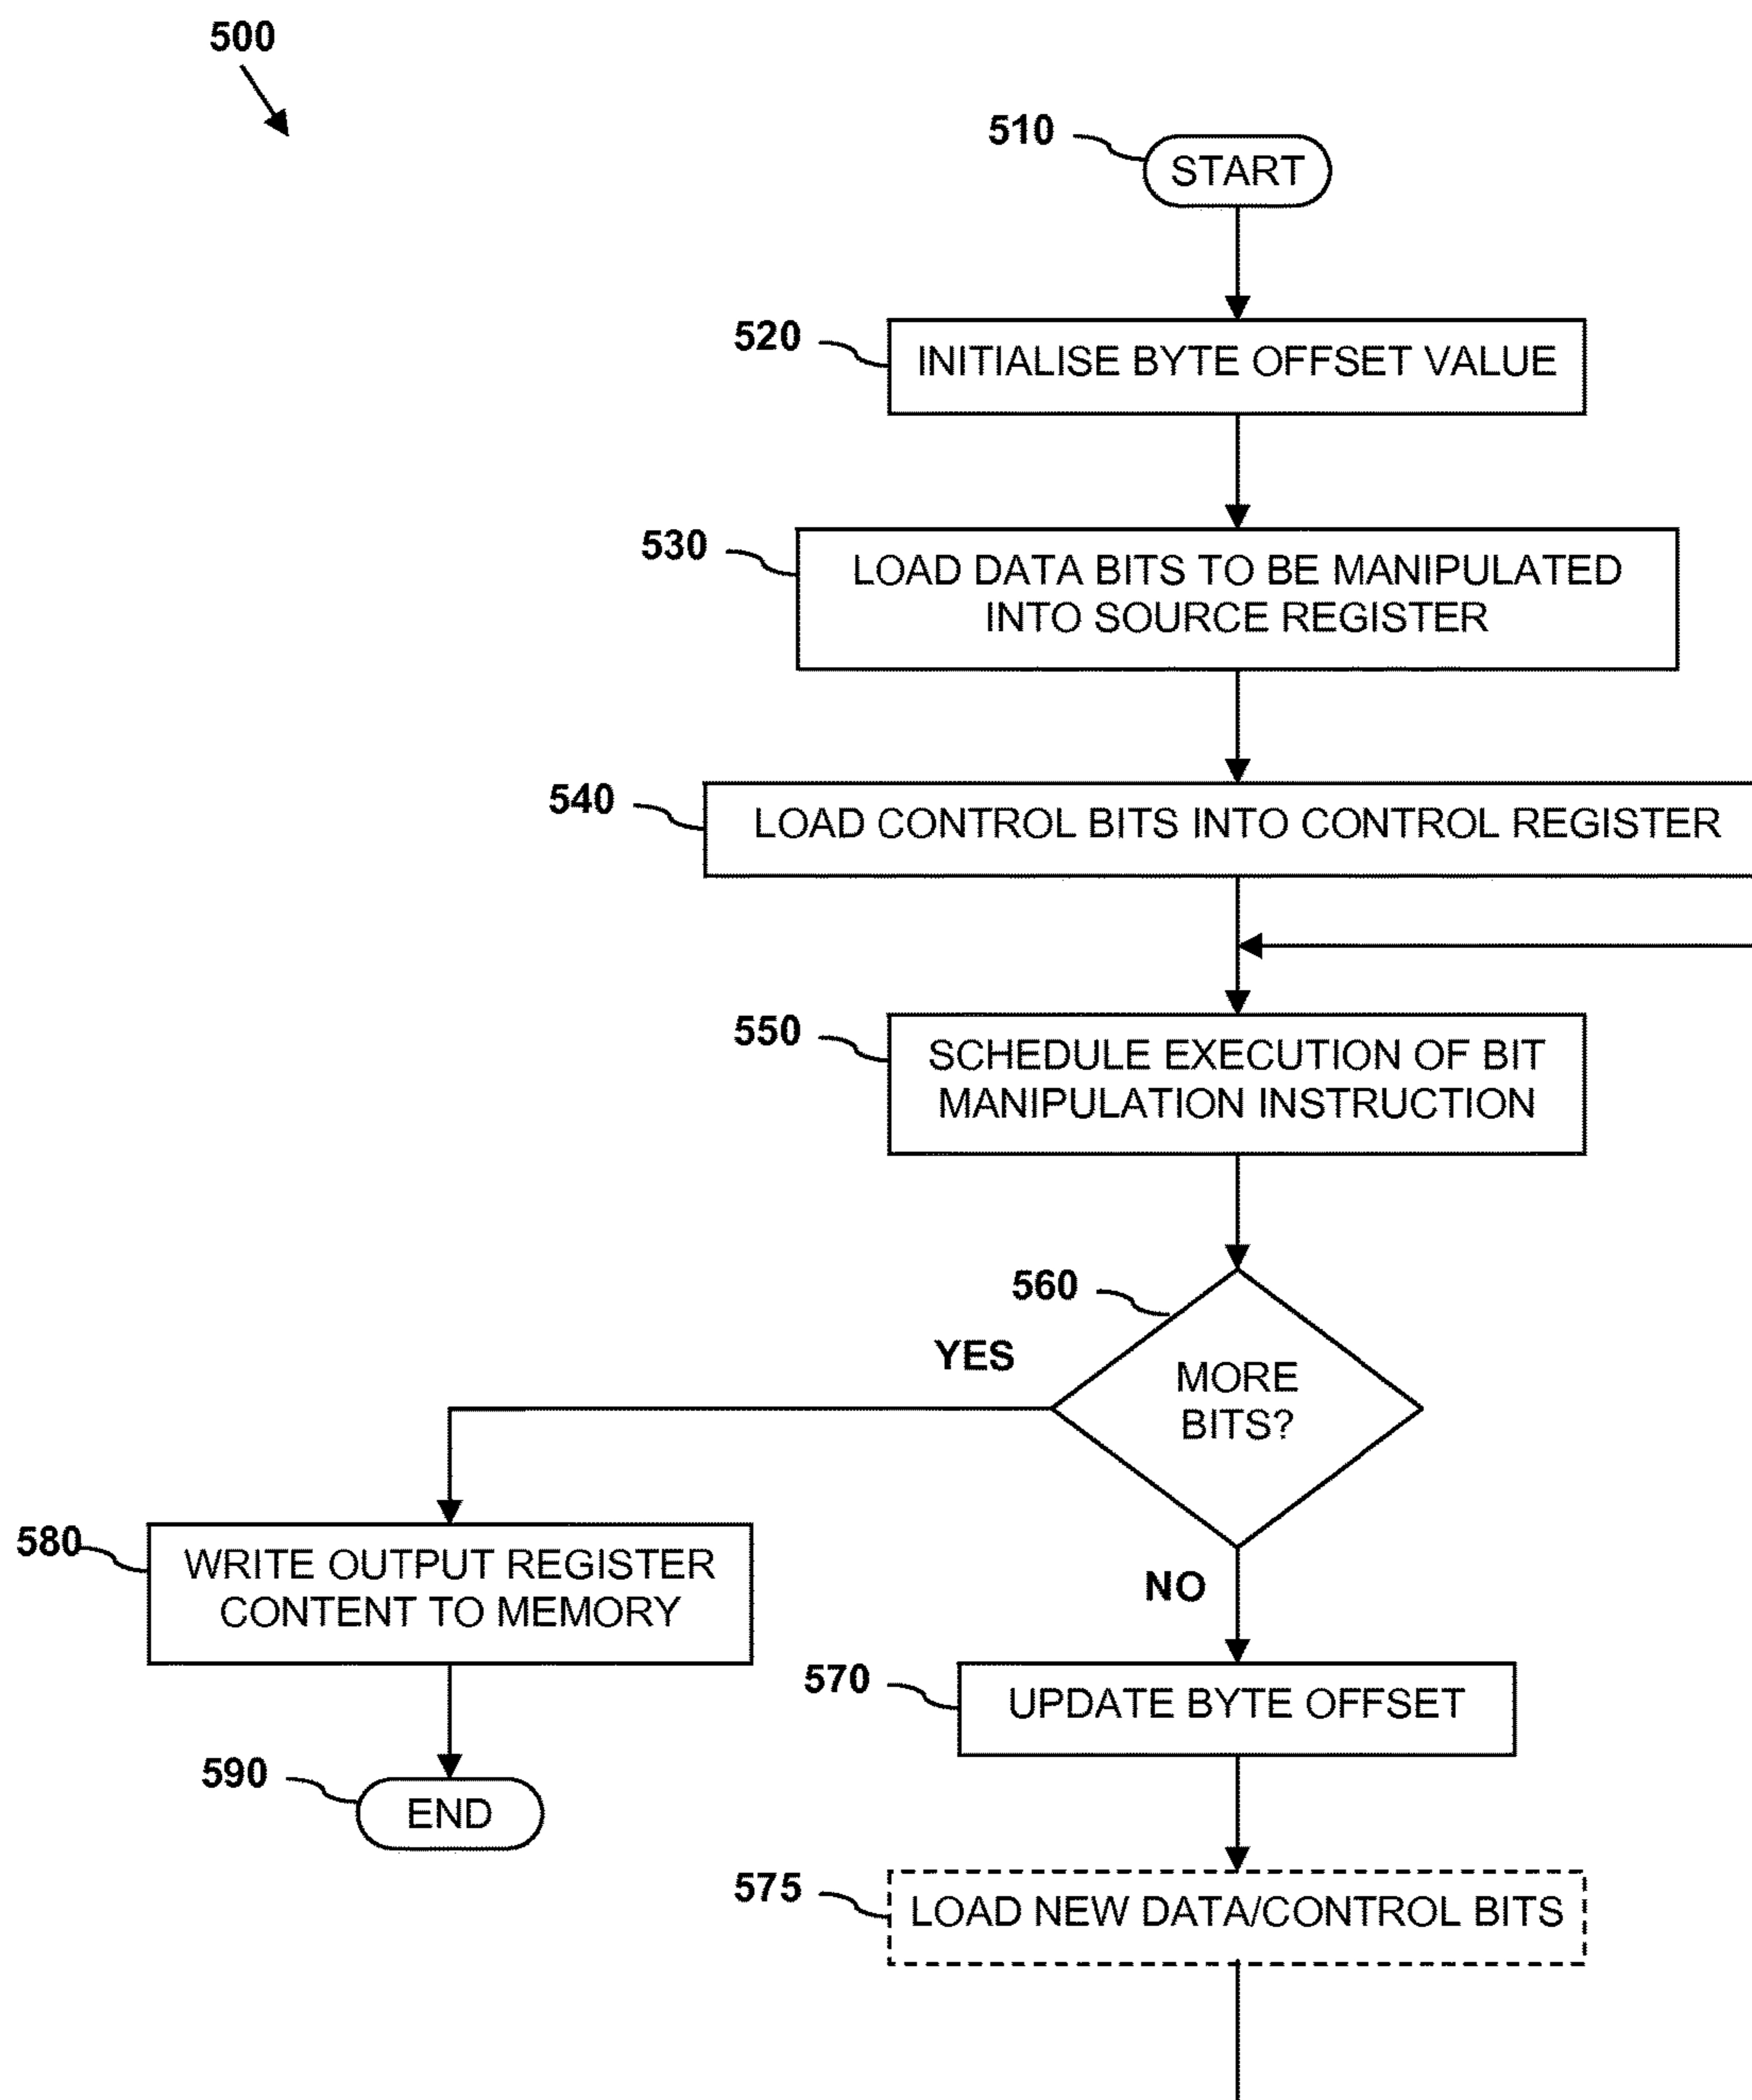 500
510
START
520
INITIALISE BYTE OFFSET VALUE
530
LOAD DATA BITS TO BE MANIPULATED
INTO SOURCE REGISTER
540
LOAD CONTROL BITS INTO CONTROL REGISTER
550
SCHEDULE EXECUTION OF BIT
MANIPULATION INSTRUCTION
560
YES
MORE
BITS?
580
WRITE OUTPUT REGISTER
CONTENT TO MEMORY
NO
570
UPDATE BYTE OFFSET
590
END
575
LOAD NEW DATA/CONTROL BITS